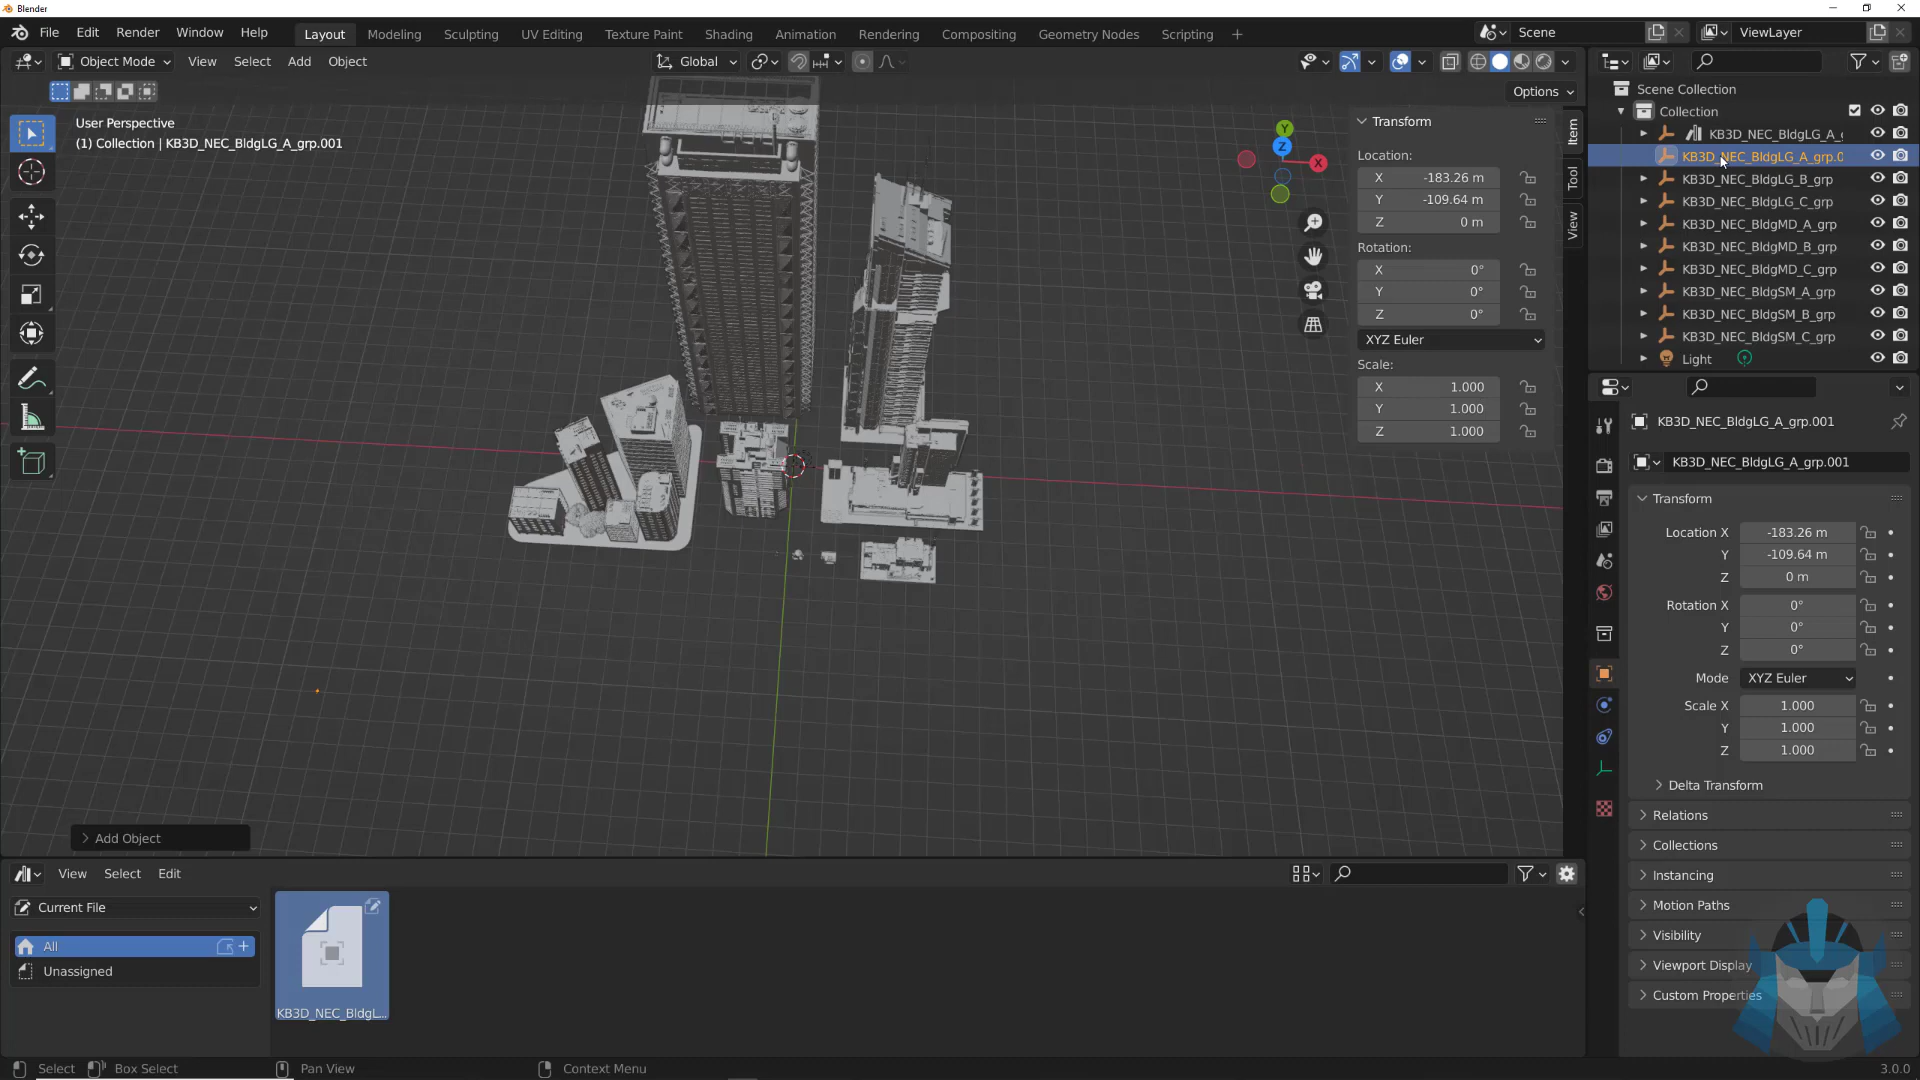 Blender
File Edit Render Window Help Layout Modeling Sculpting UV Editing Texture Paint Shading Animation Rendering Compositing Geometry Nodes Scripting + Scene ViewLayer
Object Mode View Select Add Object Global
Options
User Perspective
(1) Collection | KB3D_NEC_BldgLG_A_grp.001
Y
Z
X
Transform
Location:
X -183.26 m
Y -109.64 m
Z 0 m
Rotation:
X 0°
Y 0°
Z 0°
XYZ Euler
Scale:
X 1.000
Y 1.000
Z 1.000
Item
Tool
View
Scene Collection
Collection
KB3D_NEC_BldgLG_A_
KB3D_NEC_BldgLG_A_grp.0
KB3D_NEC_BldgLG_B_grp
KB3D_NEC_BldgLG_C_grp
KB3D_NEC_BldgMD_A_grp
KB3D_NEC_BldgMD_B_grp
KB3D_NEC_BldgMD_C_grp
KB3D_NEC_BldgSM_A_grp
KB3D_NEC_BldgSM_B_grp
KB3D_NEC_BldgSM_C_grp
Light
KB3D_NEC_BldgLG_A_grp.001
KB3D_NEC_BldgLG_A_grp.001
Transform
Location X -183.26 m
Y -109.64 m
Z 0 m
Rotation X 0°
Y 0°
Z 0°
Mode XYZ Euler
Scale X 1.000
Y 1.000
Z 1.000
Delta Transform
Relations
Collections
Instancing
Motion Paths
Visibility
Viewport Display
Custom Properties
Add Object
View Select Edit
Current File
All
Unassigned
KB3D_NEC_BldgL...
Select Box Select Pan View Context Menu 3.0.0